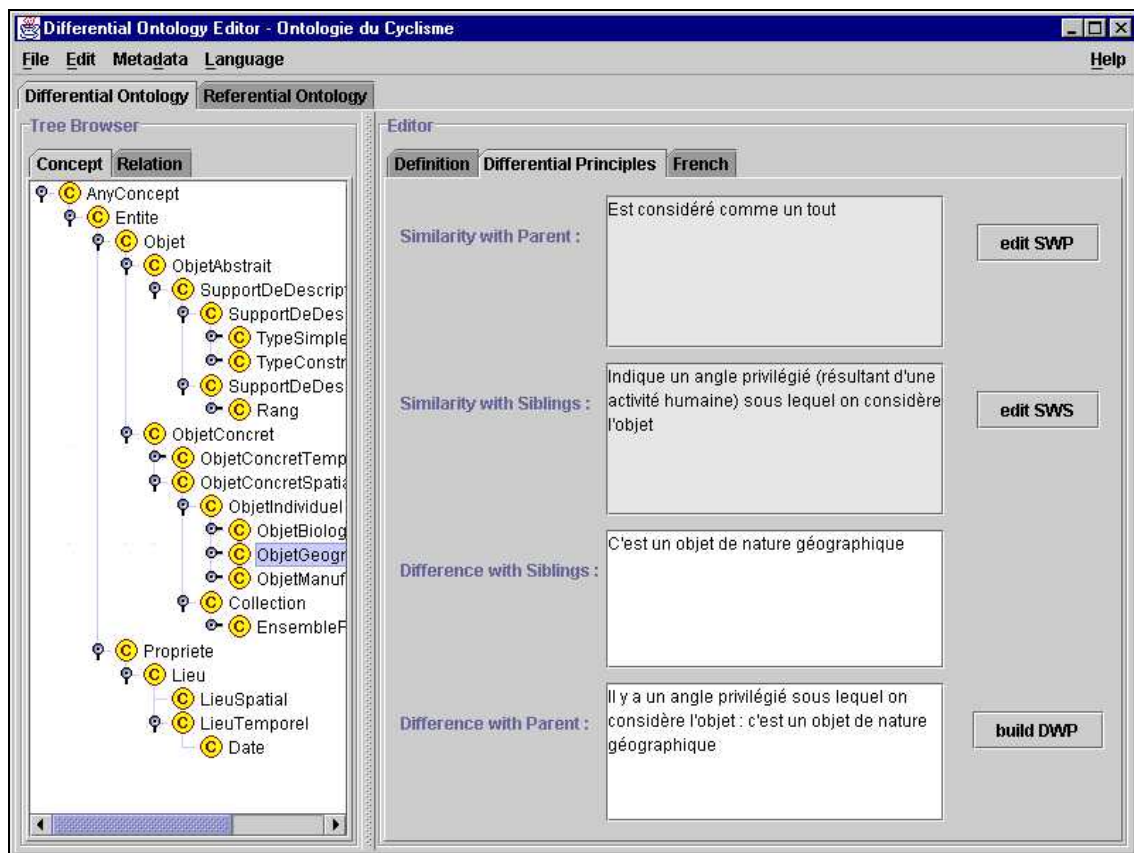 Differential Ontology Editor - Ontologie du Cyclisme
File Edit Metadata Language Help
Differential Ontology Referential Ontology
Tree Browser
Concept Relation
C AnyConcept
C Entite
C Objet
C ObjetAbstrait
C SupportDeDescrip
C SupportDeDes
C TypeSimple
C TypeConstr
C SupportDeDes
C Rang
C ObjetConcret
C ObjetConcretTemp
C ObjetConcretSpatia
C ObjetIndividuel
C ObjetBiolog
C ObjetGeogr
C ObjetManuf
C Collection
C EnsembleF
C Propriete
C Lieu
C LieuSpatial
C LieuTemporel
C Date
Editor
Definition Differential Principles French
Similarity with Parent :
Est considéré comme un tout
edit SWP
Similarity with Siblings :
Indique un angle privilégié (résultant d'une
activité humaine) sous lequel on considère
l'objet
edit SWS
Difference with Siblings :
C'est un objet de nature géographique
Difference with Parent :
Il y a un angle privilégié sous lequel on
considère l'objet : c'est un objet de nature
géographique
build DWP